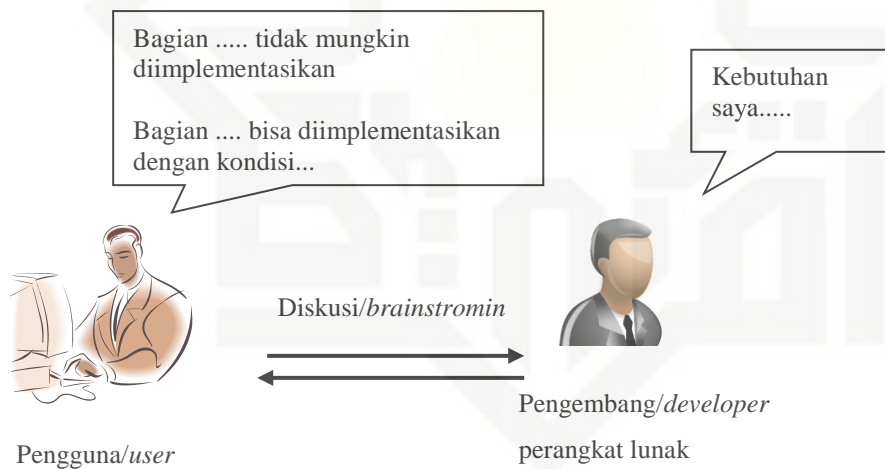 Bagian ..... tidak mungkin
diimplementasikan
Bagian .... bisa diimplementasikan
dengan kondisi...
Kebutuhan
saya.....
Diskusi/brainstromin
Pengembang/developer
perangkat lunak
Pengguna/user